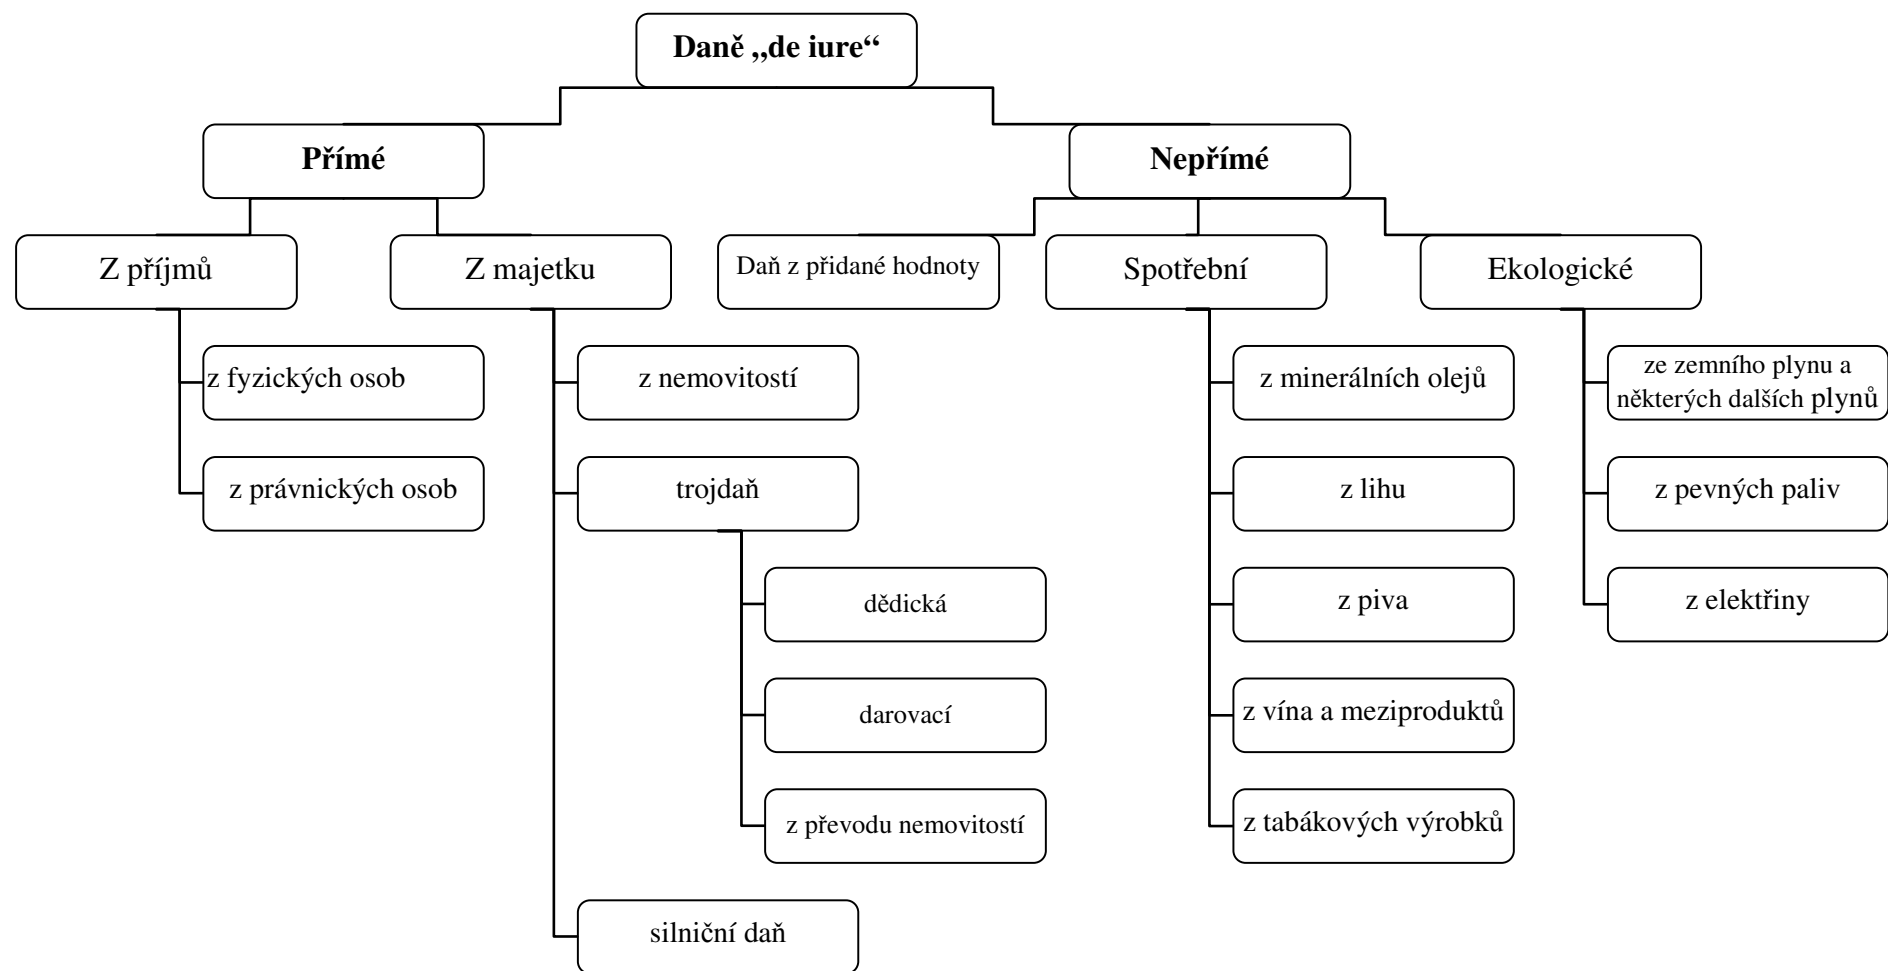 Daně „de iure“
Přímé
Nepřímé
Z příjmů
Z majetku
Daň z přidané hodnoty
Spotřební
Ekologické
z fyzických osob
z nemovitostí
z minerálních olejů
ze zemního plynu a
některých dalších plynů
z právnických osob
trojdaň
z lihu
z pevných paliv
dědická
z piva
z elektřiny
darovací
z vína a meziproduktů
z převodu nemovitostí
z tabákových výrobků
silniční daň